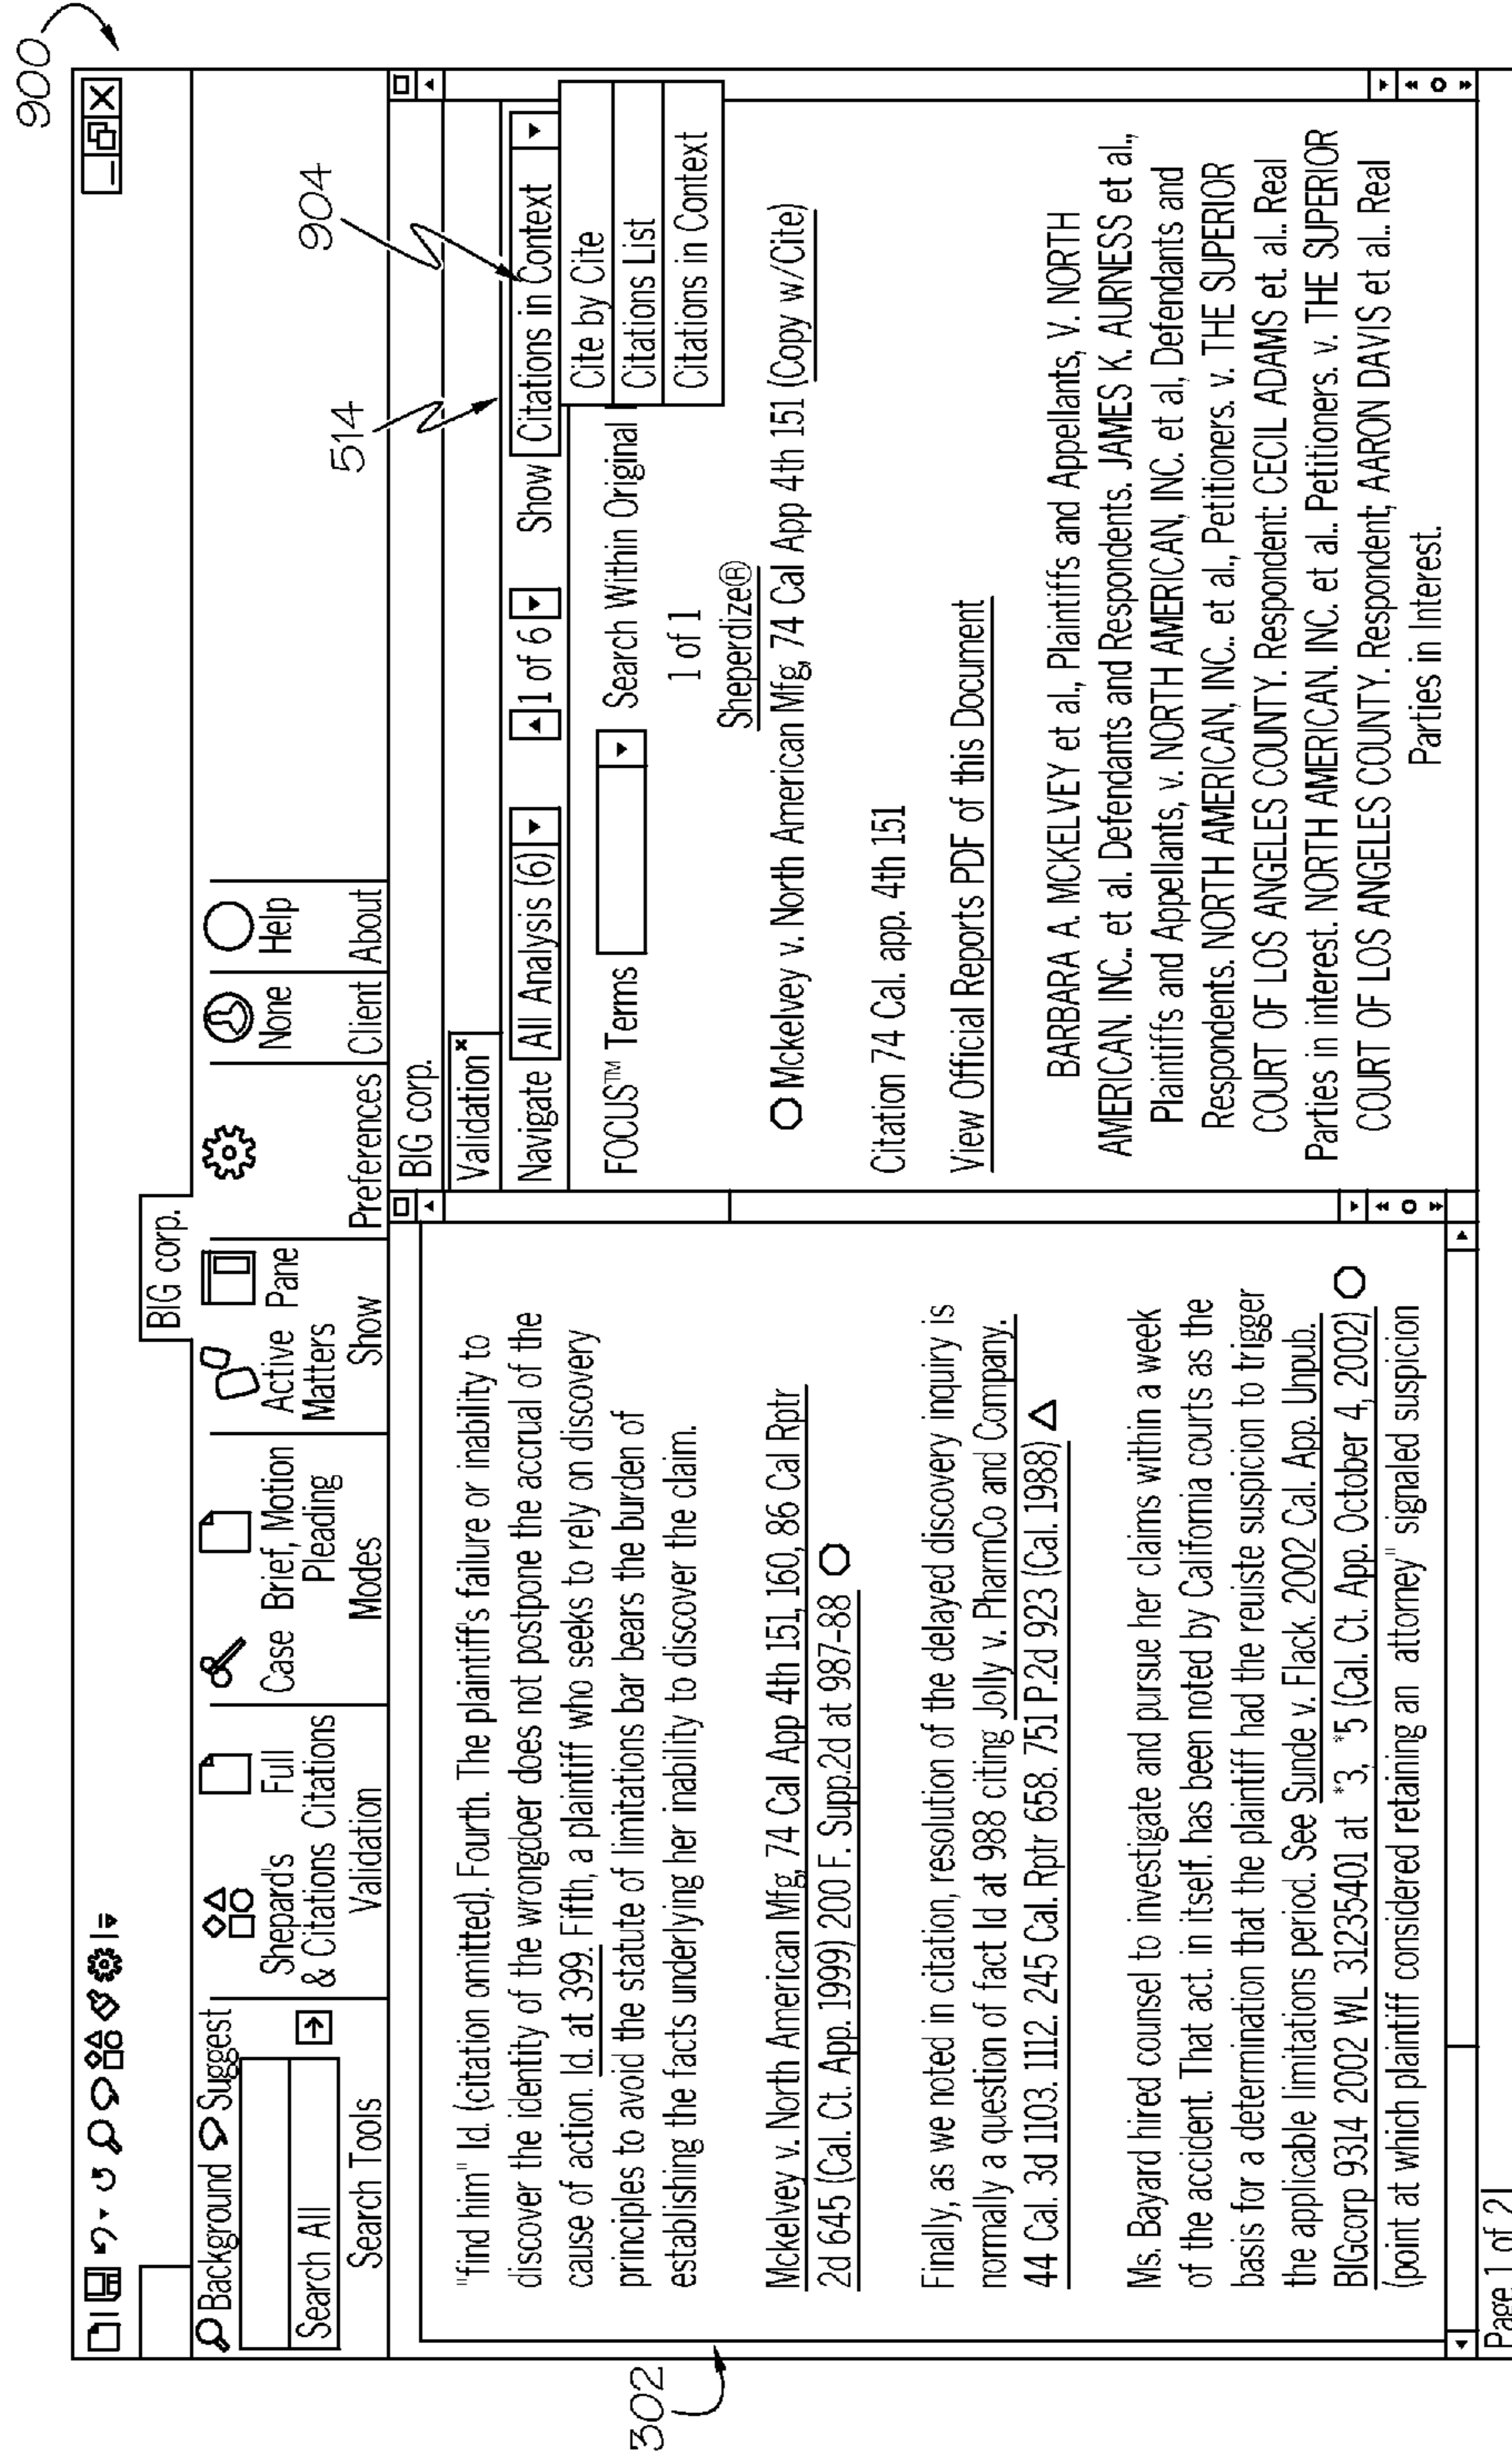 900
BIG corp.
Background Suggest
Search All
Search Tools
Shepard's
& Citations
Full
Citations
Validation
Case
Brief, Motion
Pleading
Modes
Active
Matters
Pane
Show
Preferences
None
Client
Help
About
302
"find him" Id. (citation omitted). Fourth. The plaintiff's failure or inability to
discover the identity of the wrongdoer does not postpone the accrual of the
cause of action. Id. at 399. Fifth, a plaintiff who seeks to rely on discovery
principles to avoid the statute of limitations bar bears the burden of
establishing the facts underlying her inability to discover the claim.
Mckelvey v. North American Mfg, 74 Cal App 4th 151, 160, 86 Cal Rptr
2d 645 (Cal. Ct. App. 1999) 200 F. Supp.2d at 987-88
Finally, as we noted in citation, resolution of the delayed discovery inquiry is
normally a question of fact Id at 988 citing Jolly v. PharmCo and Company.
44 Cal. 3d 1103. 1112. 245 Cal. Rptr 658. 751 P.2d 923 (Cal. 1988)
Ms. Bayard hired counsel to investigate and pursue her claims within a week
of the accident. That act. in itself. has been noted by California courts as the
basis for a determination that the plaintiff had the reuiste suspicion to trigger
the applicable limitations period. See Sunde v. Flack. 2002 Cal. App. Unpub.
BIGcorp 9314 2002 WL 31235401 at *3, *5 (Cal. Ct. App. October 4, 2002)
(point at which plaintiff considered retaining an attorney" signaled suspicion
Page 1 of 2
514
904
BIG corp.
Validation x
Navigate All Analysis (6) 1 of 6 Show Citations in Context
Cite by Cite
Citations List
Citations in Context
FOCUS™ Terms Search Within Original
1 of 1
Sheperdize®
Mckelvey v. North American Mfg, 74 Cal App 4th 151 (Copy w/Cite)
Citation 74 Cal. app. 4th 151
View Official Reports PDF of this Document
BARBARA A. MCKELVEY et al., Plaintiffs and Appellants, V. NORTH
AMERICAN. INC.. et al. Defendants and Respondents. JAMES K. AURNESS et al.,
Plaintiffs and Appellants, v. NORTH AMERICAN, INC. et al, Defendants and
Respondents. NORTH AMERICAN, INC.. et al., Petitioners. v. THE SUPERIOR
COURT OF LOS ANGELES COUNTY. Respondent: CECIL ADAMS et. al.. Real
Parties in interest. NORTH AMERICAN. INC. et al.. Petitioners. v. THE SUPERIOR
COURT OF LOS ANGELES COUNTY. Respondent; AARON DAVIS et al.. Real
Parties in Interest.